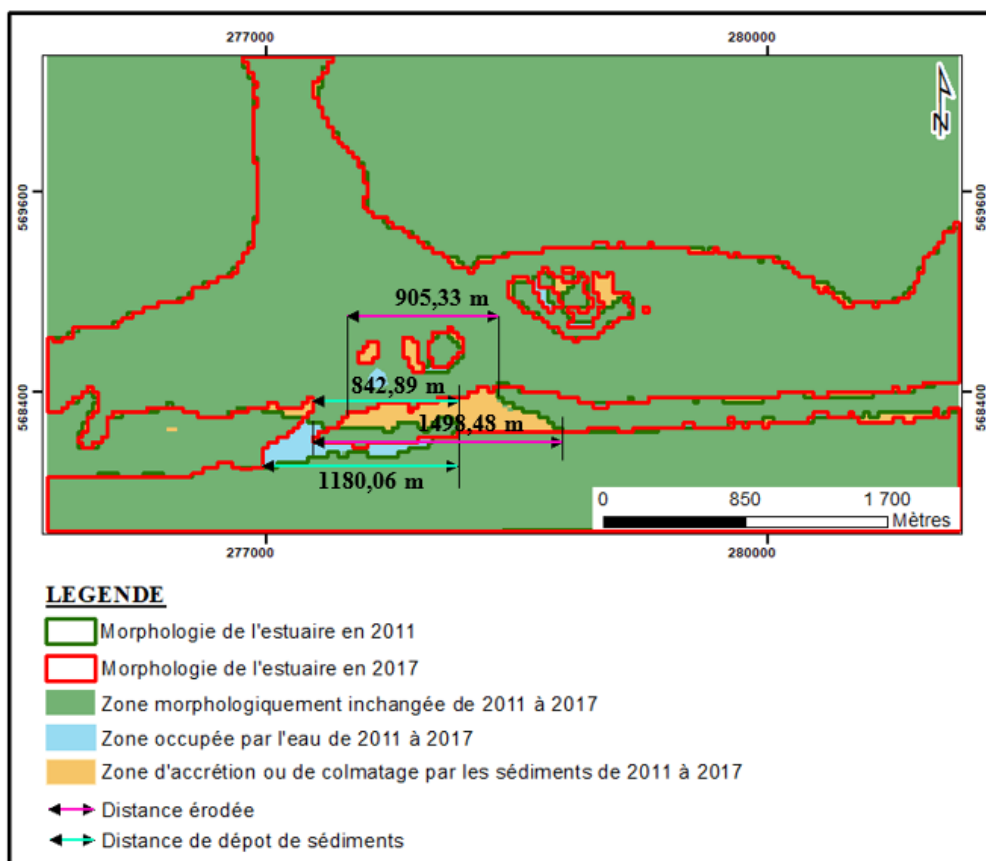 277000 280000
569600 569600
N
905,33 m
842,89 m
568400 568400
1498,48 m
1180,06 m
0 850 1 700
Mètres
277000 280000
LEGENDE
Morphologie de l'estuaire en 2011
Morphologie de l'estuaire en 2017
Zone morphologiquement inchangée de 2011 à 2017
Zone occupée par l'eau de 2011 à 2017
Zone d'accrétion ou de colmatage par les sédiments de 2011 à 2017
Distance érodée
Distance de dépot de sédiments